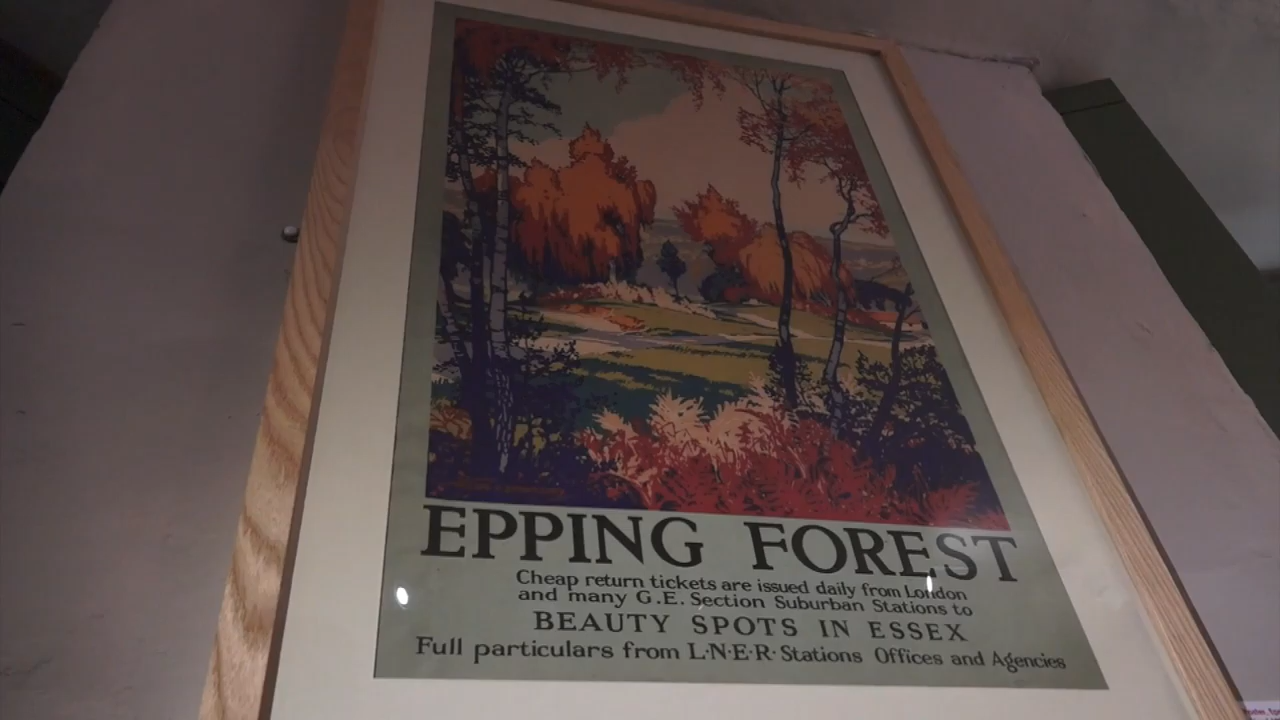 EPPING FOREST
Cheap return tickets are issued daily from London
and many G.E. Section Suburban Stations to
BEAUTY SPOTS IN ESSEX
Full particulars from L·N·E·R· Stations Offices and Agencies